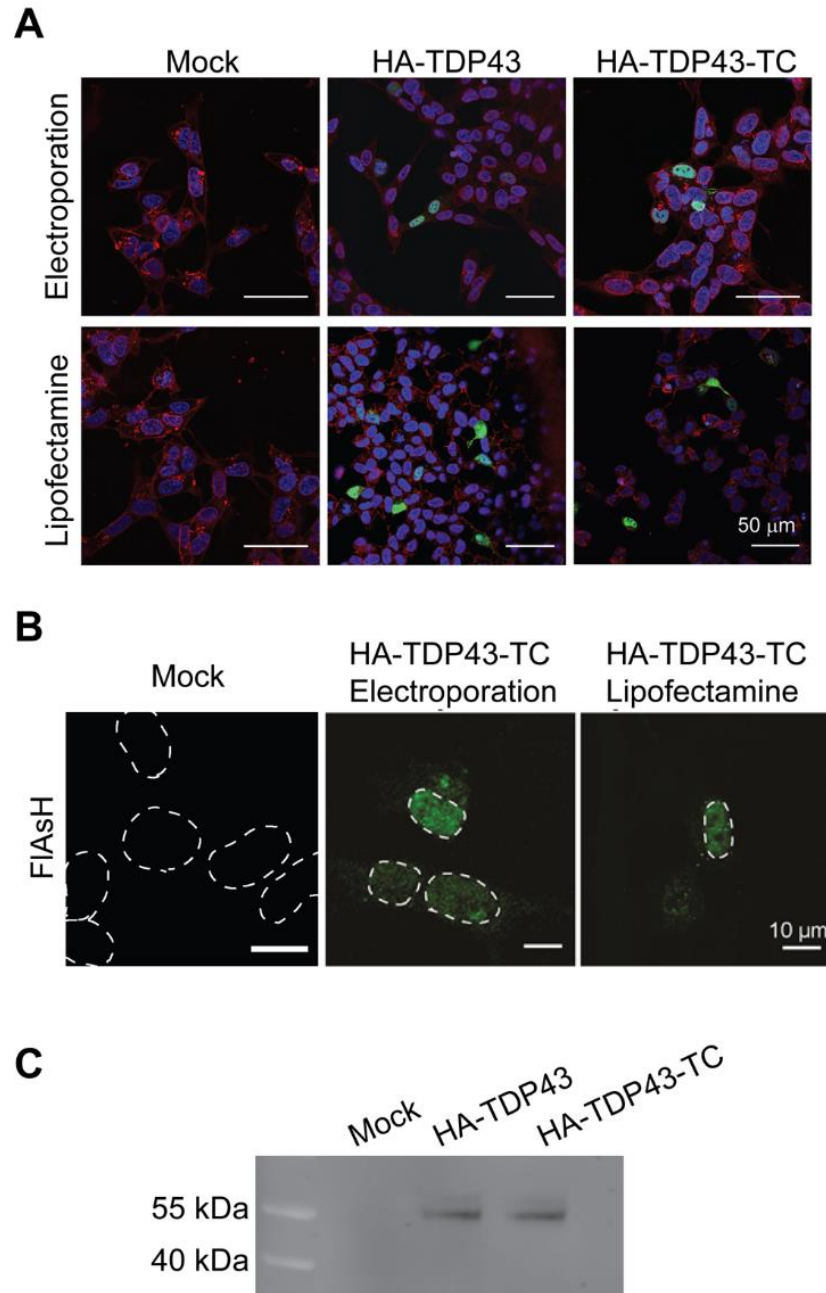 A
Mock
HA-TDP43
HA-TDP43-TC
Electroporation
Lipofectamine
50 μm
B
Mock
HA-TDP43-TC
Electroporation
HA-TDP43-TC
Lipofectamine
FlAsH
10 μm
C
Mock
HA-TDP43
HA-TDP43-TC
55 kDa
40 kDa